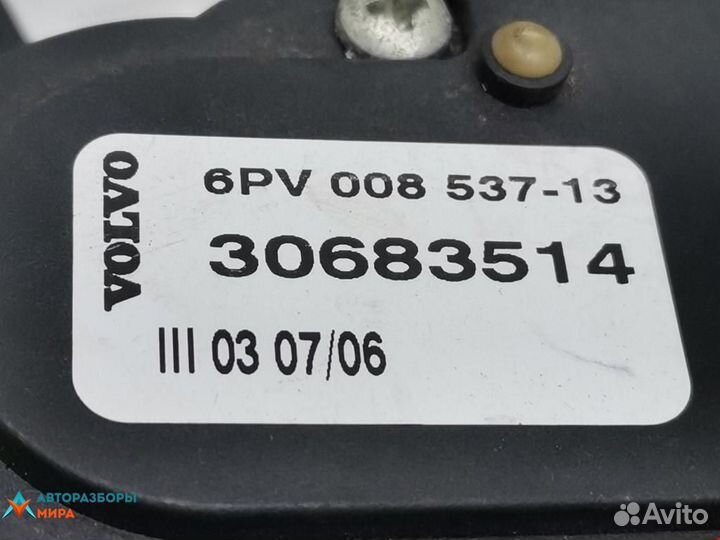 VOLVO
6PV 008 537-13
30683514
III 03 07/06
АВТОРАЗБОРЫ
МИРА
Avito